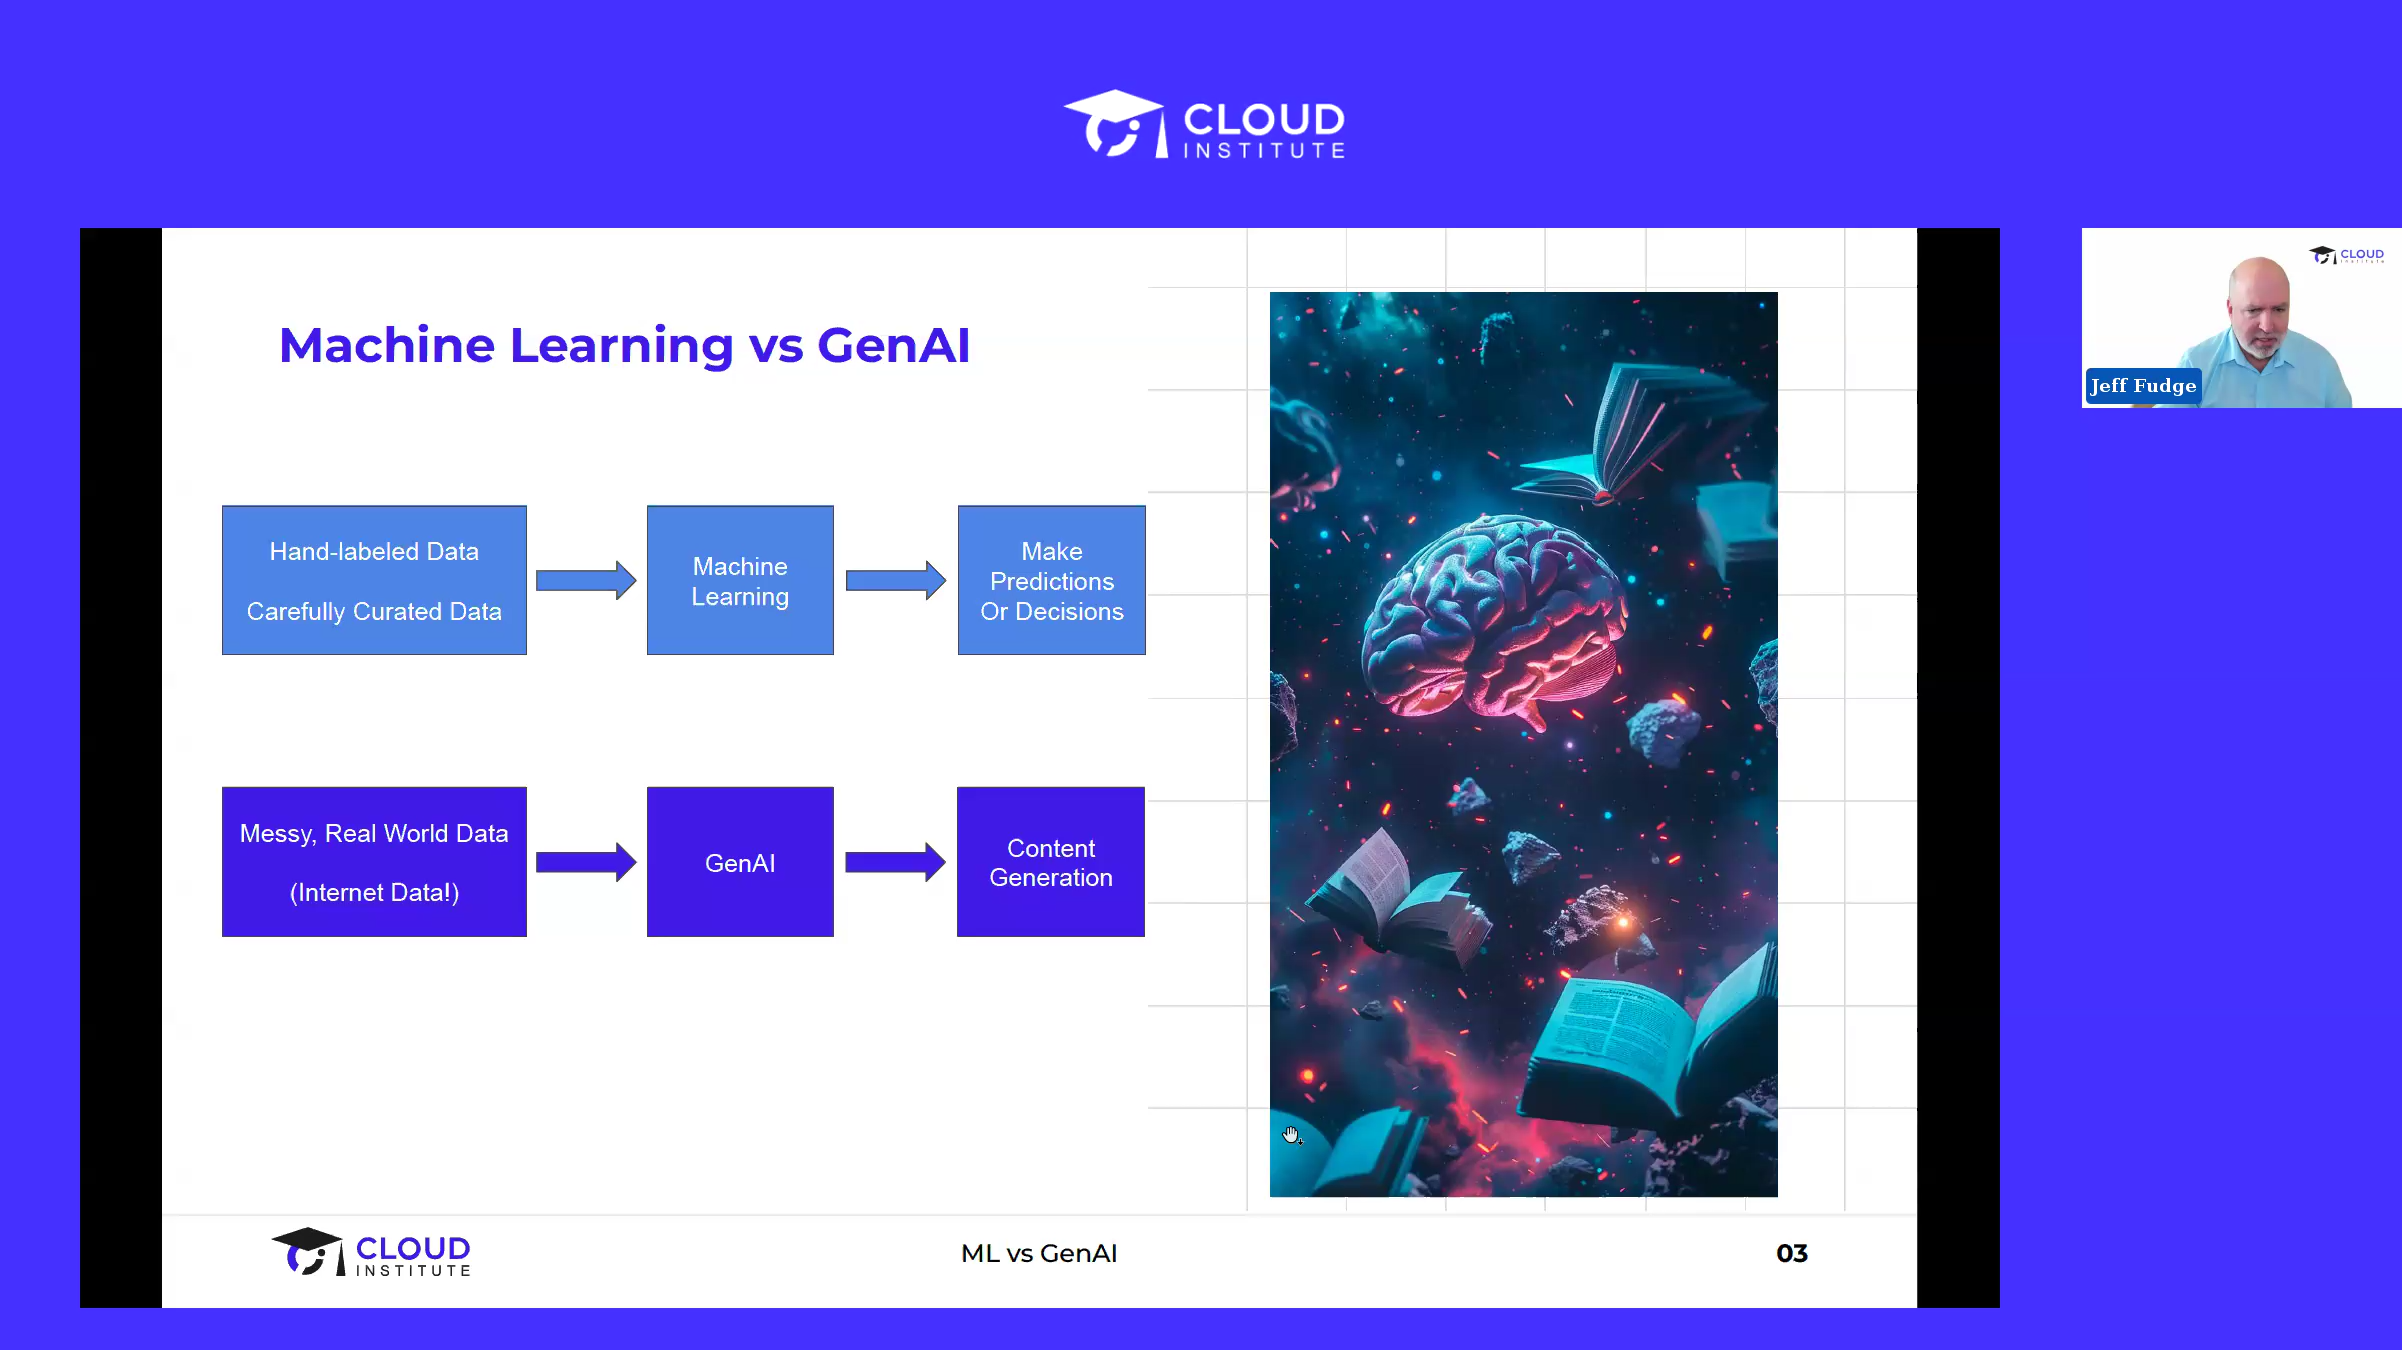 CLOUD
INSTITUTE
Machine Learning vs GenAI
Hand-labeled Data
Carefully Curated Data
Machine
Learning
Make
Predictions
Or Decisions
Messy, Real World Data
(Internet Data!)
GenAI
Content
Generation
CLOUD
INSTITUTE
ML vs GenAI
03
CLOUD
Jeff Fudge